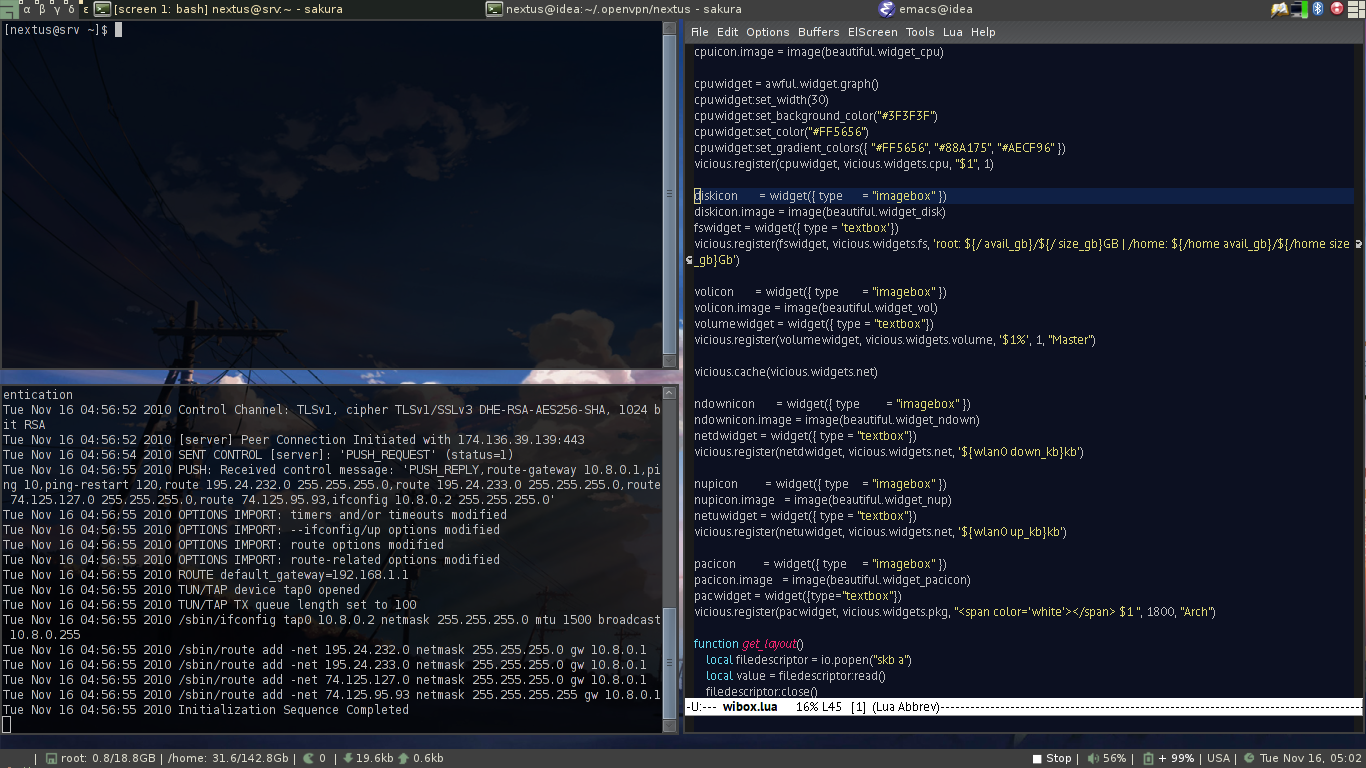 α β γ δ ε [screen 1: bash] nextus@srv:~ - sakura nextus@idea:~/.openvpn/nextus - sakura emacs@idea
[nextus@srv ~]$
entication
Tue Nov 16 04:56:52 2010 Control Channel: TLSv1, cipher TLSv1/SSLv3 DHE-RSA-AES256-SHA, 1024 b
it RSA
Tue Nov 16 04:56:52 2010 [server] Peer Connection Initiated with 174.136.39.139:443
Tue Nov 16 04:56:54 2010 SENT CONTROL [server]: 'PUSH_REQUEST' (status=1)
Tue Nov 16 04:56:55 2010 PUSH: Received control message: 'PUSH_REPLY,route-gateway 10.8.0.1,pi
ng 10,ping-restart 120,route 195.24.232.0 255.255.255.0,route 195.24.233.0 255.255.255.0,route
 74.125.127.0 255.255.255.0,route 74.125.95.93,ifconfig 10.8.0.2 255.255.255.0'
Tue Nov 16 04:56:55 2010 OPTIONS IMPORT: timers and/or timeouts modified
Tue Nov 16 04:56:55 2010 OPTIONS IMPORT: --ifconfig/up options modified
Tue Nov 16 04:56:55 2010 OPTIONS IMPORT: route options modified
Tue Nov 16 04:56:55 2010 OPTIONS IMPORT: route-related options modified
Tue Nov 16 04:56:55 2010 ROUTE default_gateway=192.168.1.1
Tue Nov 16 04:56:55 2010 TUN/TAP device tap0 opened
Tue Nov 16 04:56:55 2010 TUN/TAP TX queue length set to 100
Tue Nov 16 04:56:55 2010 /sbin/ifconfig tap0 10.8.0.2 netmask 255.255.255.0 mtu 1500 broadcast
 10.8.0.255
Tue Nov 16 04:56:55 2010 /sbin/route add -net 195.24.232.0 netmask 255.255.255.0 gw 10.8.0.1
Tue Nov 16 04:56:55 2010 /sbin/route add -net 195.24.233.0 netmask 255.255.255.0 gw 10.8.0.1
Tue Nov 16 04:56:55 2010 /sbin/route add -net 74.125.127.0 netmask 255.255.255.0 gw 10.8.0.1
Tue Nov 16 04:56:55 2010 /sbin/route add -net 74.125.95.93 netmask 255.255.255.255 gw 10.8.0.1
Tue Nov 16 04:56:55 2010 Initialization Sequence Completed
File Edit Options Buffers ElScreen Tools Lua Help
cpuicon.image = image(beautiful.widget_cpu)
cpuwidget = awful.widget.graph()
cpuwidget:set_width(30)
cpuwidget:set_background_color("#3F3F3F")
cpuwidget:set_color("#FF5656")
cpuwidget:set_gradient_colors({ "#FF5656", "#88A175", "#AECF96" })
vicious.register(cpuwidget, vicious.widgets.cpu, "$1", 1)
diskicon = widget({ type = "imagebox" })
diskicon.image = image(beautiful.widget_disk)
fswidget = widget({ type = 'textbox'})
vicious.register(fswidget, vicious.widgets.fs, 'root: ${/ avail_gb}/${/ size_gb}GB | /home: ${/home avail_gb}/${/home size
_gb}Gb')
volicon = widget({ type = "imagebox" })
volicon.image = image(beautiful.widget_vol)
volumewidget = widget({ type = "textbox"})
vicious.register(volumewidget, vicious.widgets.volume, '$1%', 1, "Master")
vicious.cache(vicious.widgets.net)
ndownicon = widget({ type = "imagebox" })
ndownicon.image = image(beautiful.widget_ndown)
netdwidget = widget({ type = "textbox"})
vicious.register(netdwidget, vicious.widgets.net, '${wlan0 down_kb}kb')
nupicon = widget({ type = "imagebox" })
nupicon.image = image(beautiful.widget_nup)
netuwidget = widget({ type = "textbox"})
vicious.register(netuwidget, vicious.widgets.net, '${wlan0 up_kb}kb')
pacicon = widget({ type = "imagebox" })
pacicon.image = image(beautiful.widget_pacicon)
pacwidget = widget({type="textbox"})
vicious.register(pacwidget, vicious.widgets.pkg, "<span color='white'></span> $1 ", 1800, "Arch")
function get_layout()
local filedescriptor = io.popen("skb a")
local value = filedescriptor:read()
filedescriptor:close()
-U:--- wibox.lua 16% L45 [1] (Lua Abbrev)--------------------
| root: 0.8/18.8GB | /home: 31.6/142.8Gb | 0 | 19.6kb 0.6kb Stop | 56% | + 99% | USA | Tue Nov 16, 05:02